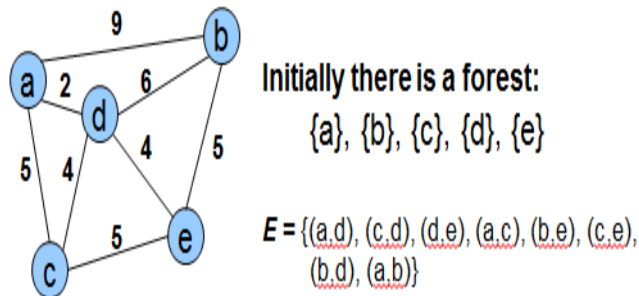 9
b
a
2
6
Initially there is a forest:
d
{a}, {b}, {c}, {d}, {e}
5
4
4
5
E = {(a,d), (c,d), (d,e), (a,c), (b,e), (c,e),
5
e
(b,d), (a,b)}
c